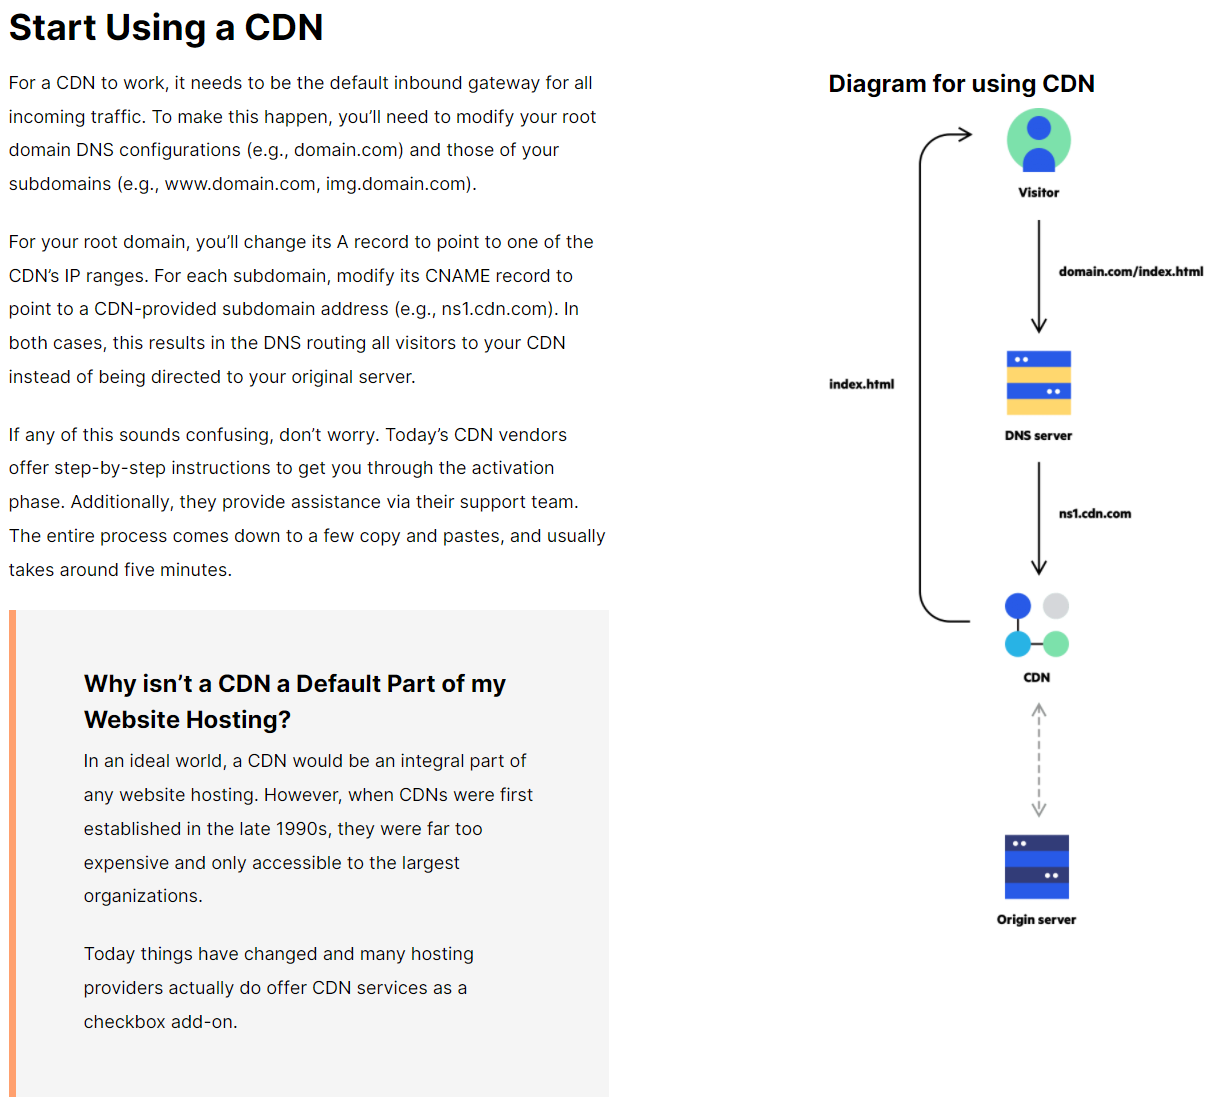 Start Using a CDN
For a CDN to work, it needs to be the default inbound gateway for all
incoming traffic. To make this happen, you’ll need to modify your root
domain DNS configurations (e.g., domain.com) and those of your
subdomains (e.g., www.domain.com, img.domain.com).
For your root domain, you’ll change its A record to point to one of the
CDN’s IP ranges. For each subdomain, modify its CNAME record to
point to a CDN-provided subdomain address (e.g., ns1.cdn.com). In
both cases, this results in the DNS routing all visitors to your CDN
instead of being directed to your original server.
If any of this sounds confusing, don’t worry. Today’s CDN vendors
offer step-by-step instructions to get you through the activation
phase. Additionally, they provide assistance via their support team.
The entire process comes down to a few copy and pastes, and usually
takes around five minutes.
Why isn’t a CDN a Default Part of my
Website Hosting?
In an ideal world, a CDN would be an integral part of
any website hosting. However, when CDNs were first
established in the late 1990s, they were far too
expensive and only accessible to the largest
organizations.
Today things have changed and many hosting
providers actually do offer CDN services as a
checkbox add-on.
Diagram for using CDN
Visitor
domain.com/index.html
index.html
DNS server
ns1.cdn.com
CDN
Origin server